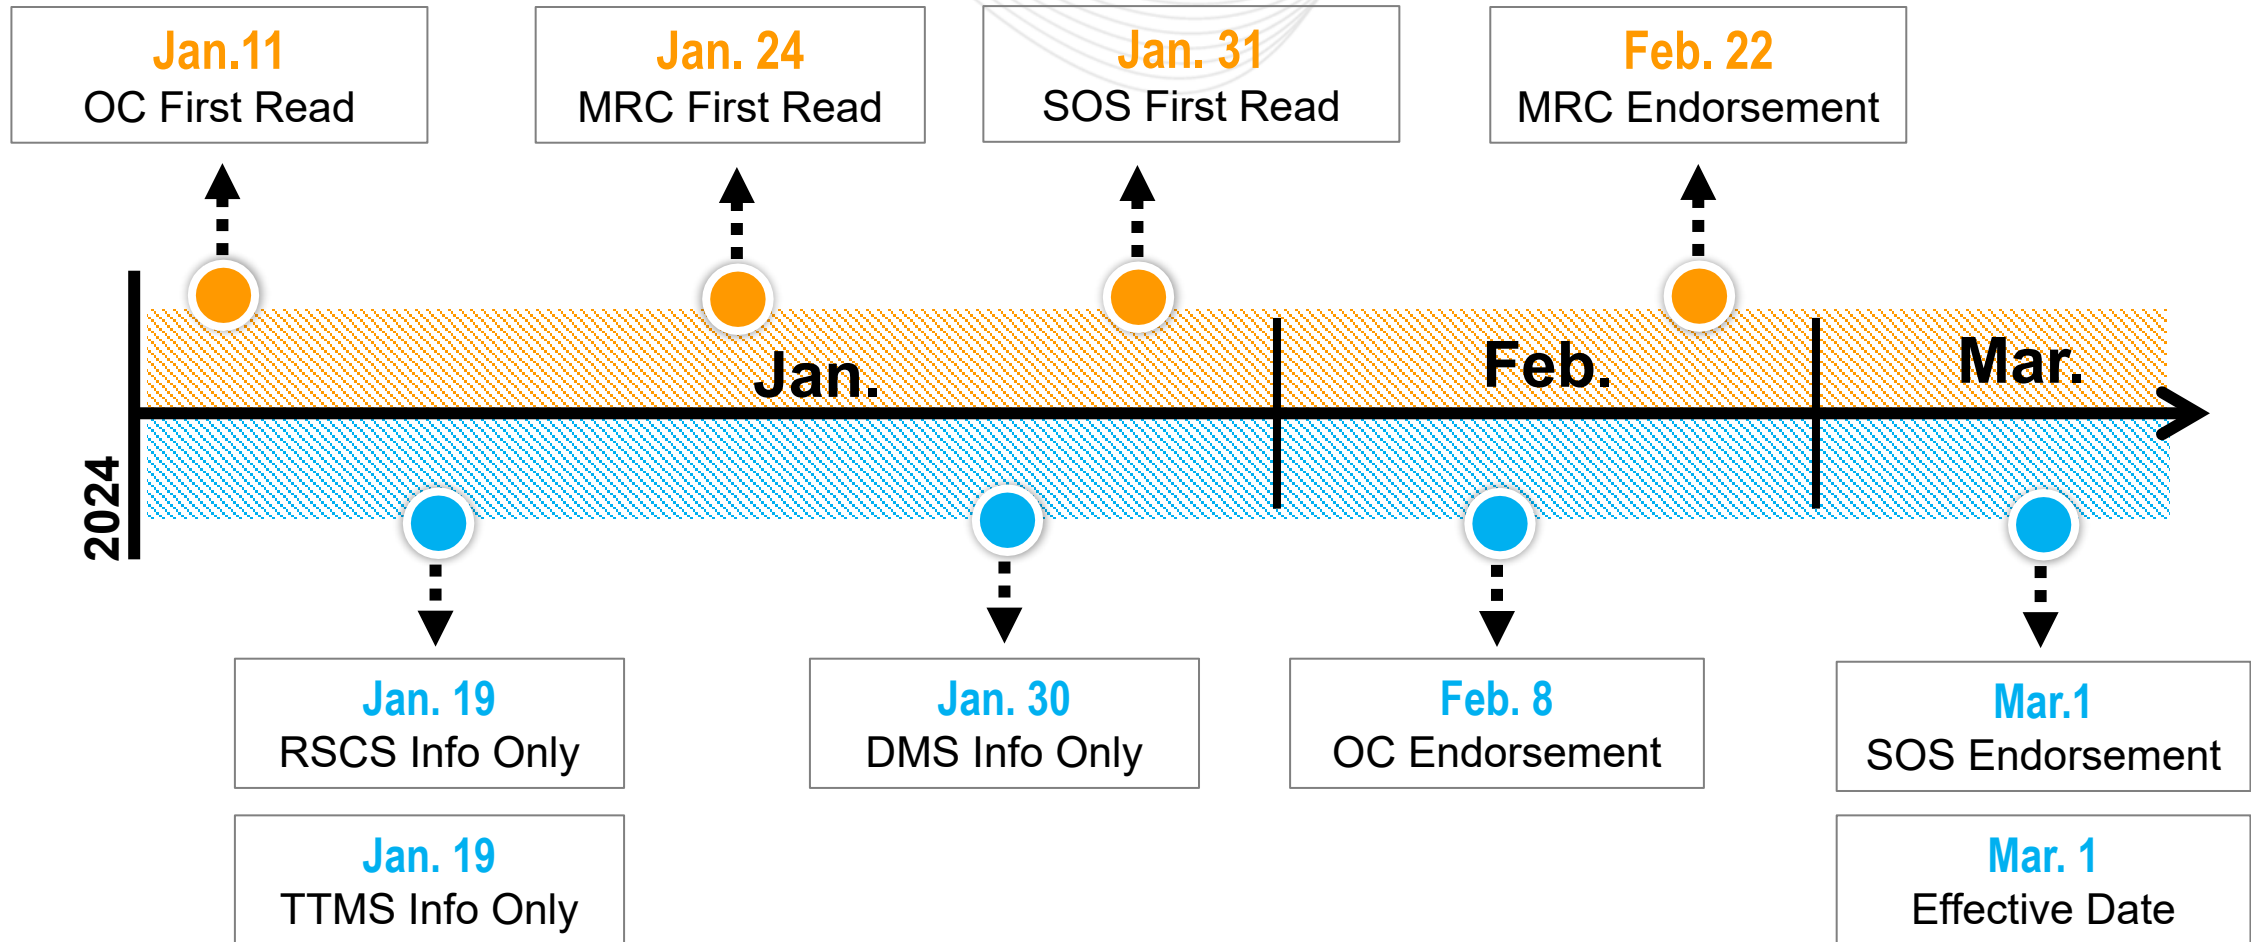 Jan.11
OC First Read
Jan. 24
MRC First Read
Jan. 31
SOS First Read
Feb. 22
MRC Endorsement
Jan.
Feb.
Mar.
2024
Jan. 19
RSCS Info Only
Jan. 30
DMS Info Only
Feb. 8
OC Endorsement
Mar.1
SOS Endorsement
Jan. 19
TTMS Info Only
Mar. 1
Effective Date